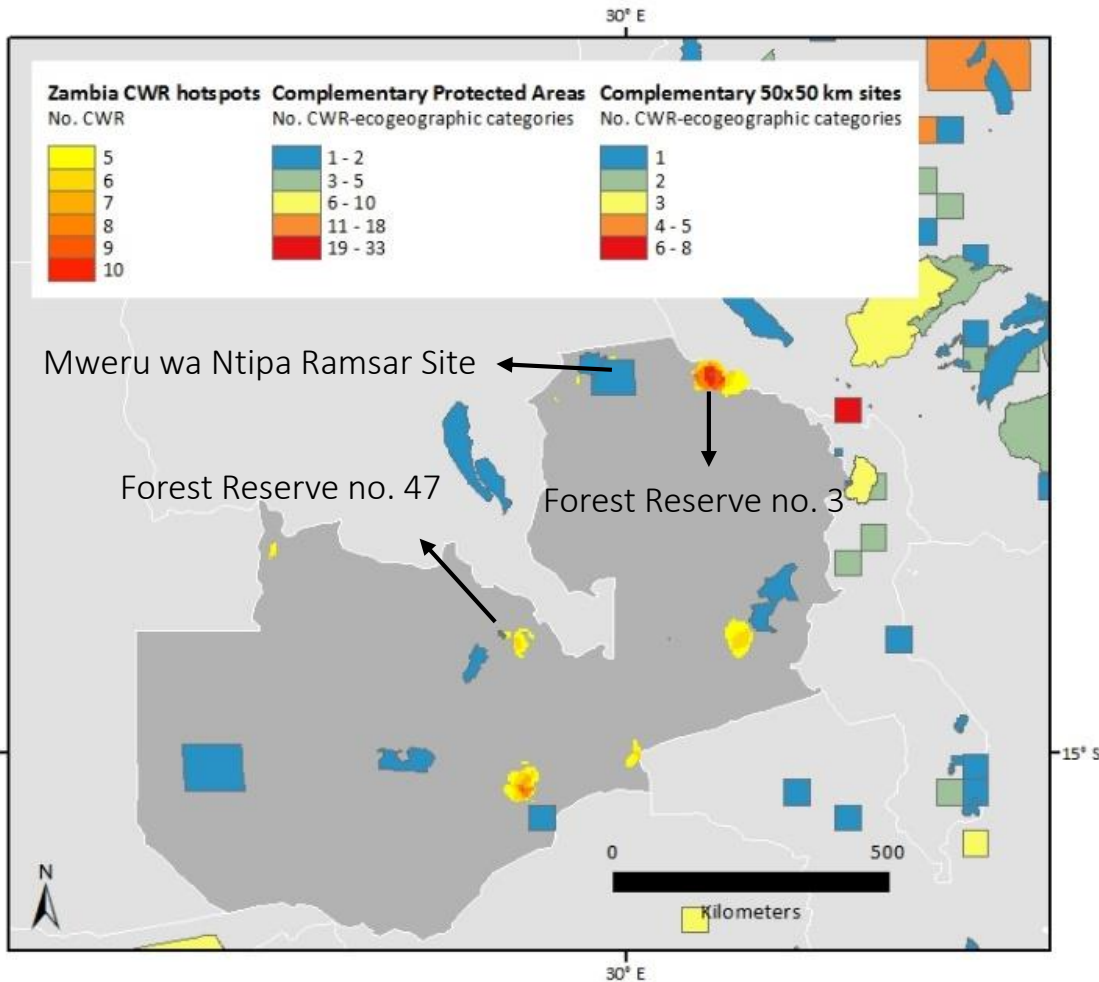 30° E
Zambia CWR hotspots
No. CWR
5
6
7
8
9
10
Complementary Protected Areas
No. CWR-ecogeographic categories
1 - 2
3 - 5
6 - 10
11 - 18
19 - 33
Complementary 50x50 km sites
No. CWR-ecogeographic categories
1
2
3
4 - 5
6 - 8
Mweru wa Ntipa Ramsar Site
Forest Reserve no. 47
Forest Reserve no. 3
15° S
0 500
Kilometers
N
30° E